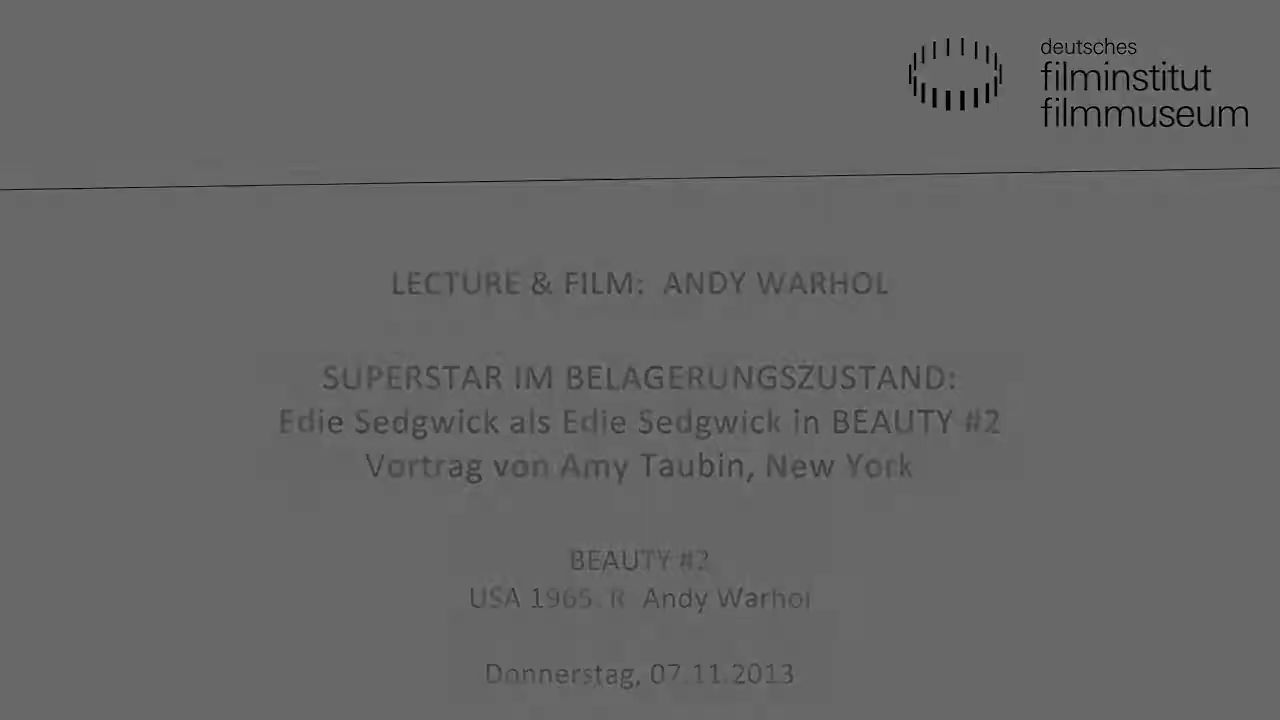 deutsches
filminstitut
filmmuseum
LECTURE & FILM: ANDY WARHOL
SUPERSTAR IM BELAGERUNGSZUSTAND:
Edie Sedgwick als Edie Sedgwick in BEAUTY #2
Vortrag von Amy Taubin, New York
BEAUTY #2
USA 1965. R: Andy Warhol
Donnerstag, 07.11.2013